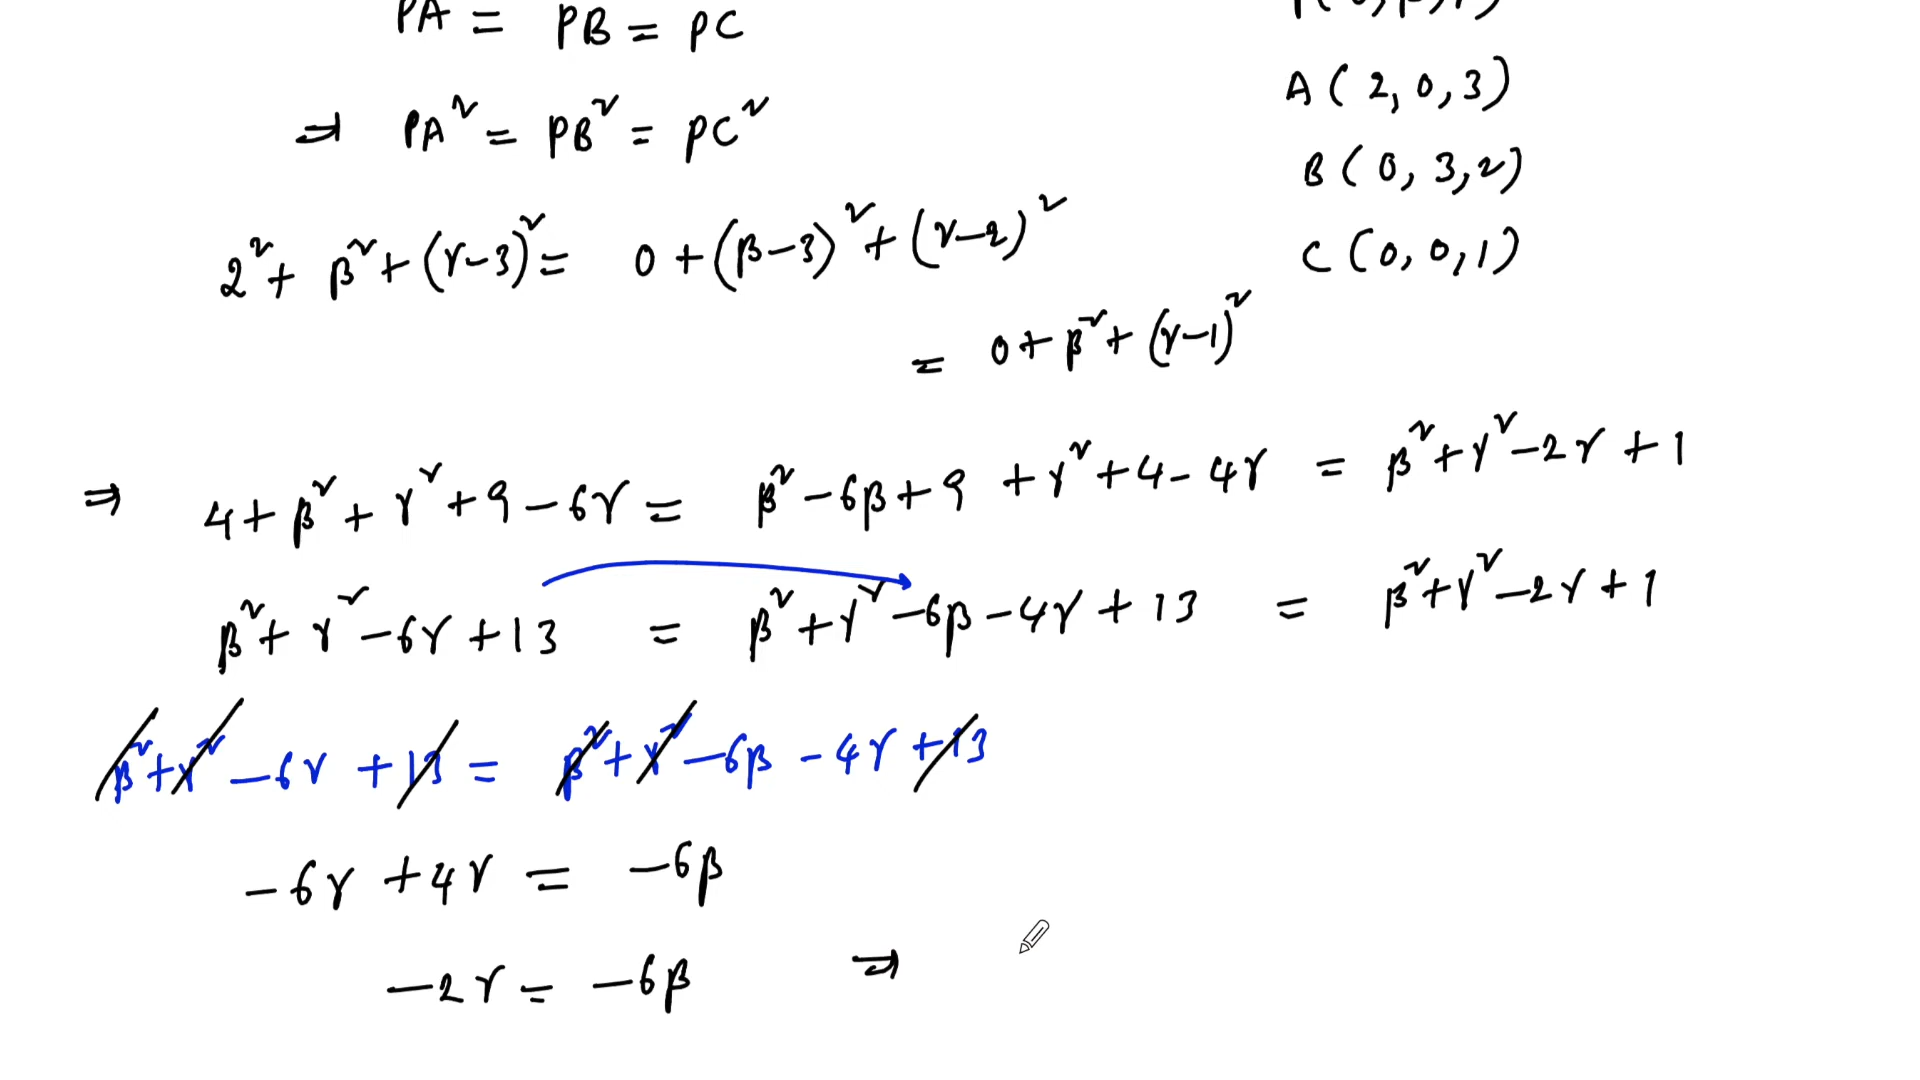 PA = PB = PC
⇒ PA² = PB² = PC²
A(2,0,3)
B(0,3,2)
C(0,0,1)
2² + β² + (γ-3)² = 0 + (β-3)² + (γ-2)²
= 0 + β² + (γ-1)²
⇒ 4 + β² + γ² + 9 - 6γ = β² - 6β + 9 + γ² + 4 - 4γ = β² + γ² - 2γ + 1
β² + γ² - 6γ + 13 = β² + γ² - 6β - 4γ + 13 = β² + γ² - 2γ + 1
β² + γ² - 6γ + 13 = β² + γ² - 6β - 4γ + 13
-6γ + 4γ = -6β
-2γ = -6β ⇒